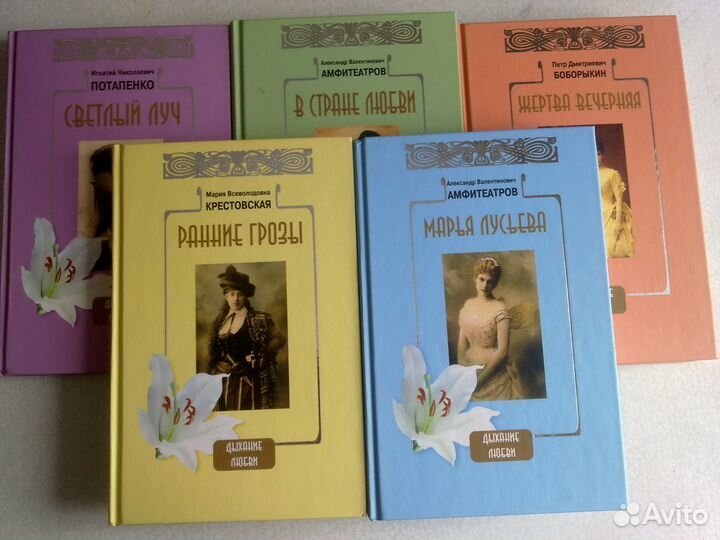 Игнатий Николаевич
ПОТАПЕНКО
СВЕТЛЫЙ ЛУЧ
Александр Валентинович
АМФИТЕАТРОВ
В СТРАНЕ ЛЮБВИ
Петр Дмитриевич
БОБОРЫКИН
ЖЕРТВА ВЕЧЕРНЯЯ
Мария Всеволодовна
КРЕСТОВСКАЯ
РАННИЕ ГРОЗЫ
ДЫХАНИЕ
ЛЮБВИ
Александр Валентинович
АМФИТЕАТРОВ
МАРЬЯ ЛУСЬЕВА
ДЫХАНИЕ
ЛЮБВИ
Avito